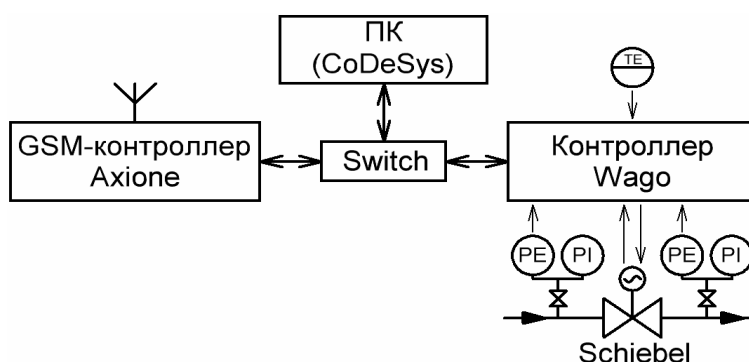 ПК
(CoDeSys)
TE
GSM-контроллер
Axione
Switch
Контроллер
Wago
PE PI
PE PI
Schiebel